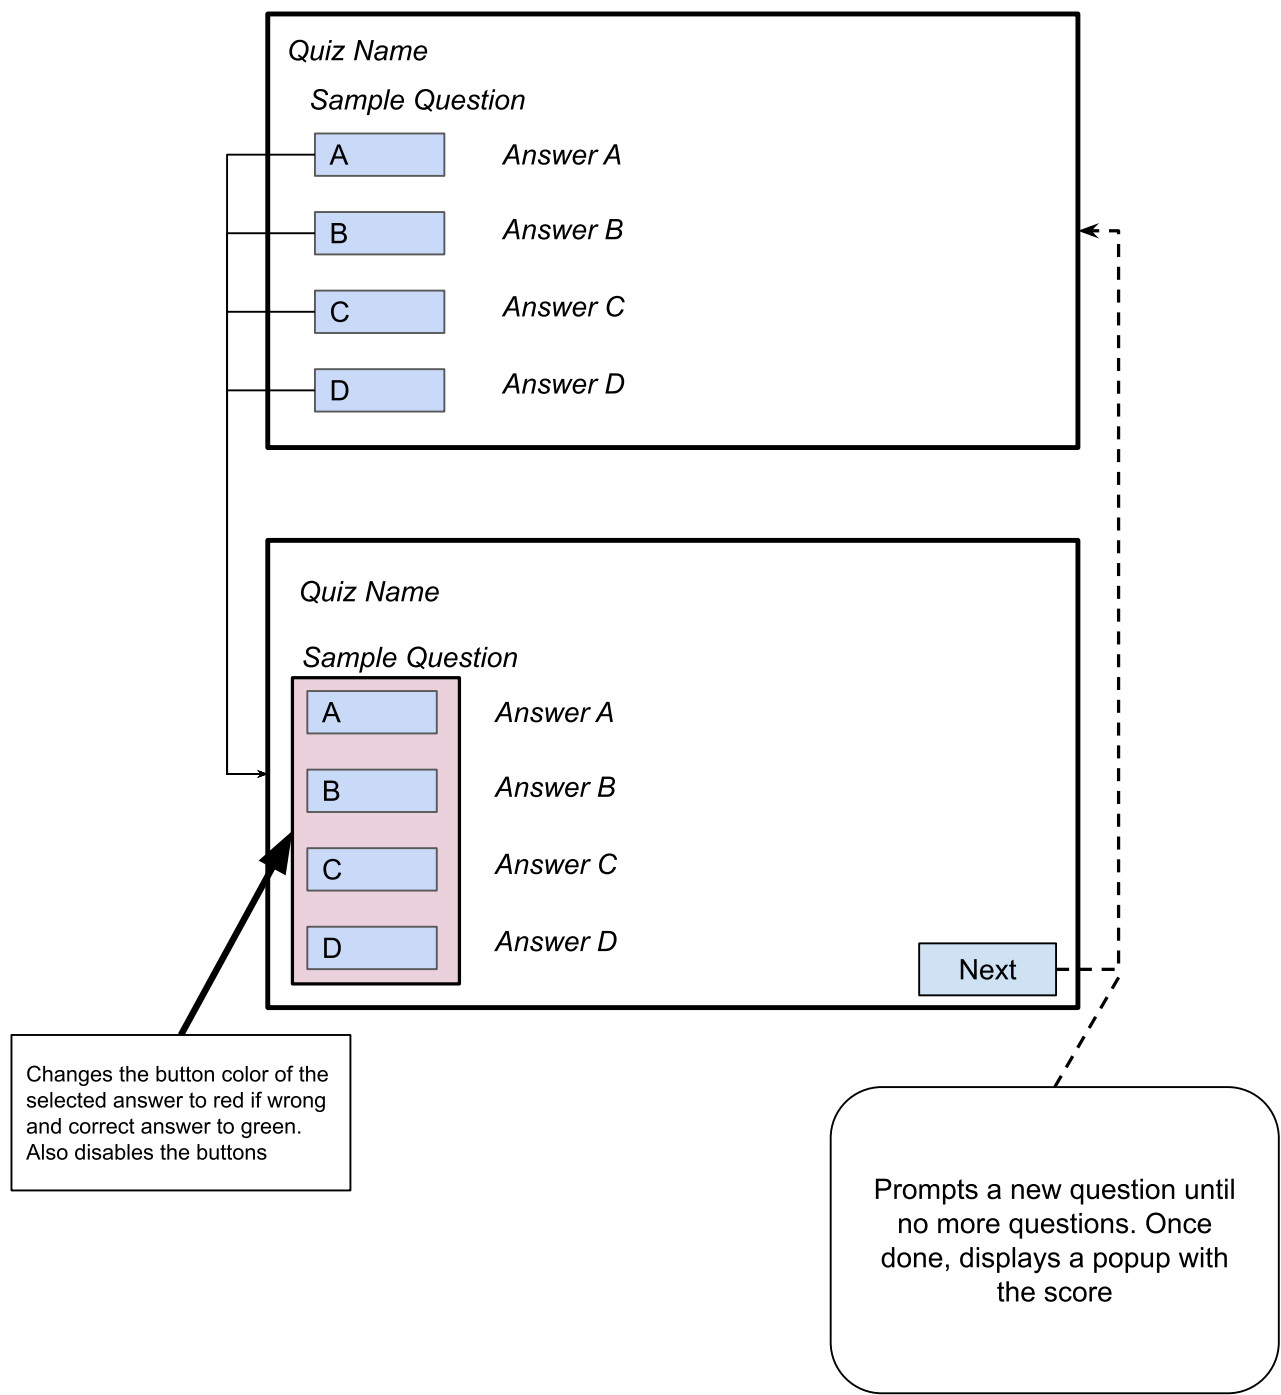 Quiz Name
Sample Question
A
Answer A
B
Answer B
C
Answer C
D
Answer D
Quiz Name
Sample Question
A
Answer A
B
Answer B
C
Answer C
D
Answer D
Next
Changes the button color of the
selected answer to red if wrong
and correct answer to green.
Also disables the buttons
Prompts a new question until
no more questions. Once
done, displays a popup with
the score